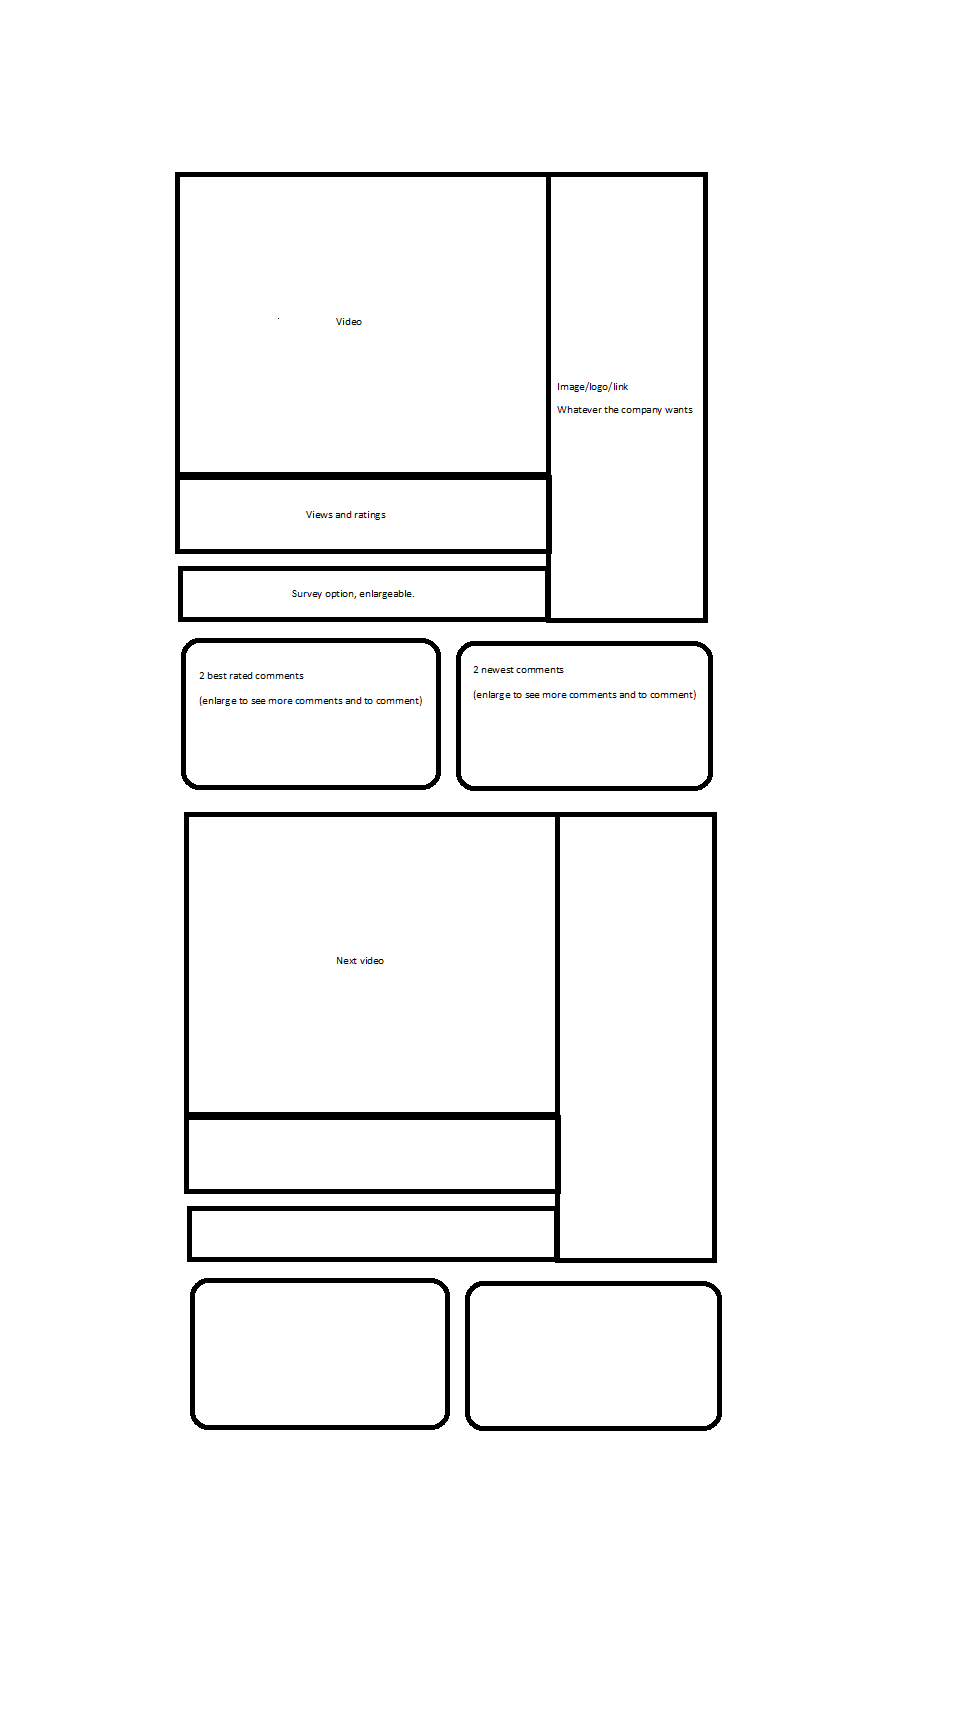 Video
Image/logo/link
Whatever the company wants
Views and ratings
Survey option, enlargeable.
2 best rated comments
(enlarge to see more comments and to comment)
2 newest comments
(enlarge to see more comments and to comment)
Next video